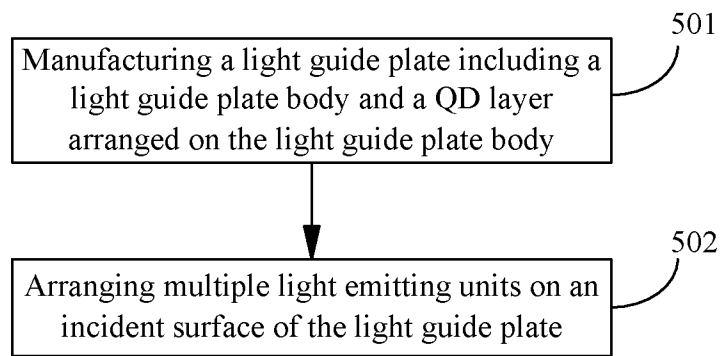 501
Manufacturing a light guide plate including a
light guide plate body and a QD layer
arranged on the light guide plate body
502
Arranging multiple light emitting units on an
incident surface of the light guide plate